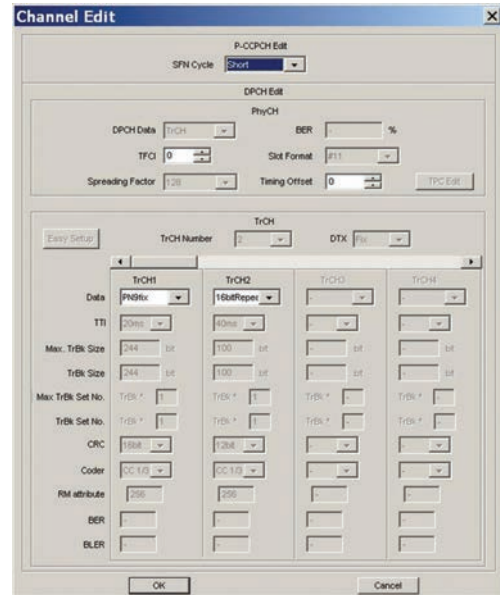 Channel Edit
P-CCPCH Edit
SFN Cycle Short
DPCH Edit
PhyCH
DPCH Data TrCH BER - %
TFCI 0 Slot Format #11
Spreading Factor 128 Timing Offset 0 TPC Edit
TrCH
Easy Setup TrCH Number 2 DTX Fix
TrCH1 TrCH2 TrCH3 TrCH4
Data PN9fix 16bitRepea - -
TTI 20ms 40ms - -
Max. TrBk Size 244 bit 100 bit - bit - bit
TrBk Size 244 bit 100 bit - bit - bit
Max TrBk Set No. TrBk * 1 TrBk * 1 TrBk * - TrBk * -
TrBk Set No. TrBk * 1 TrBk * 1 TrBk * - TrBk * -
CRC 16bit 12bit - -
Coder CC 1/3 CC 1/3 - -
RM attribute 256 256 - -
BER - - - -
BLER - - - -
OK Cancel